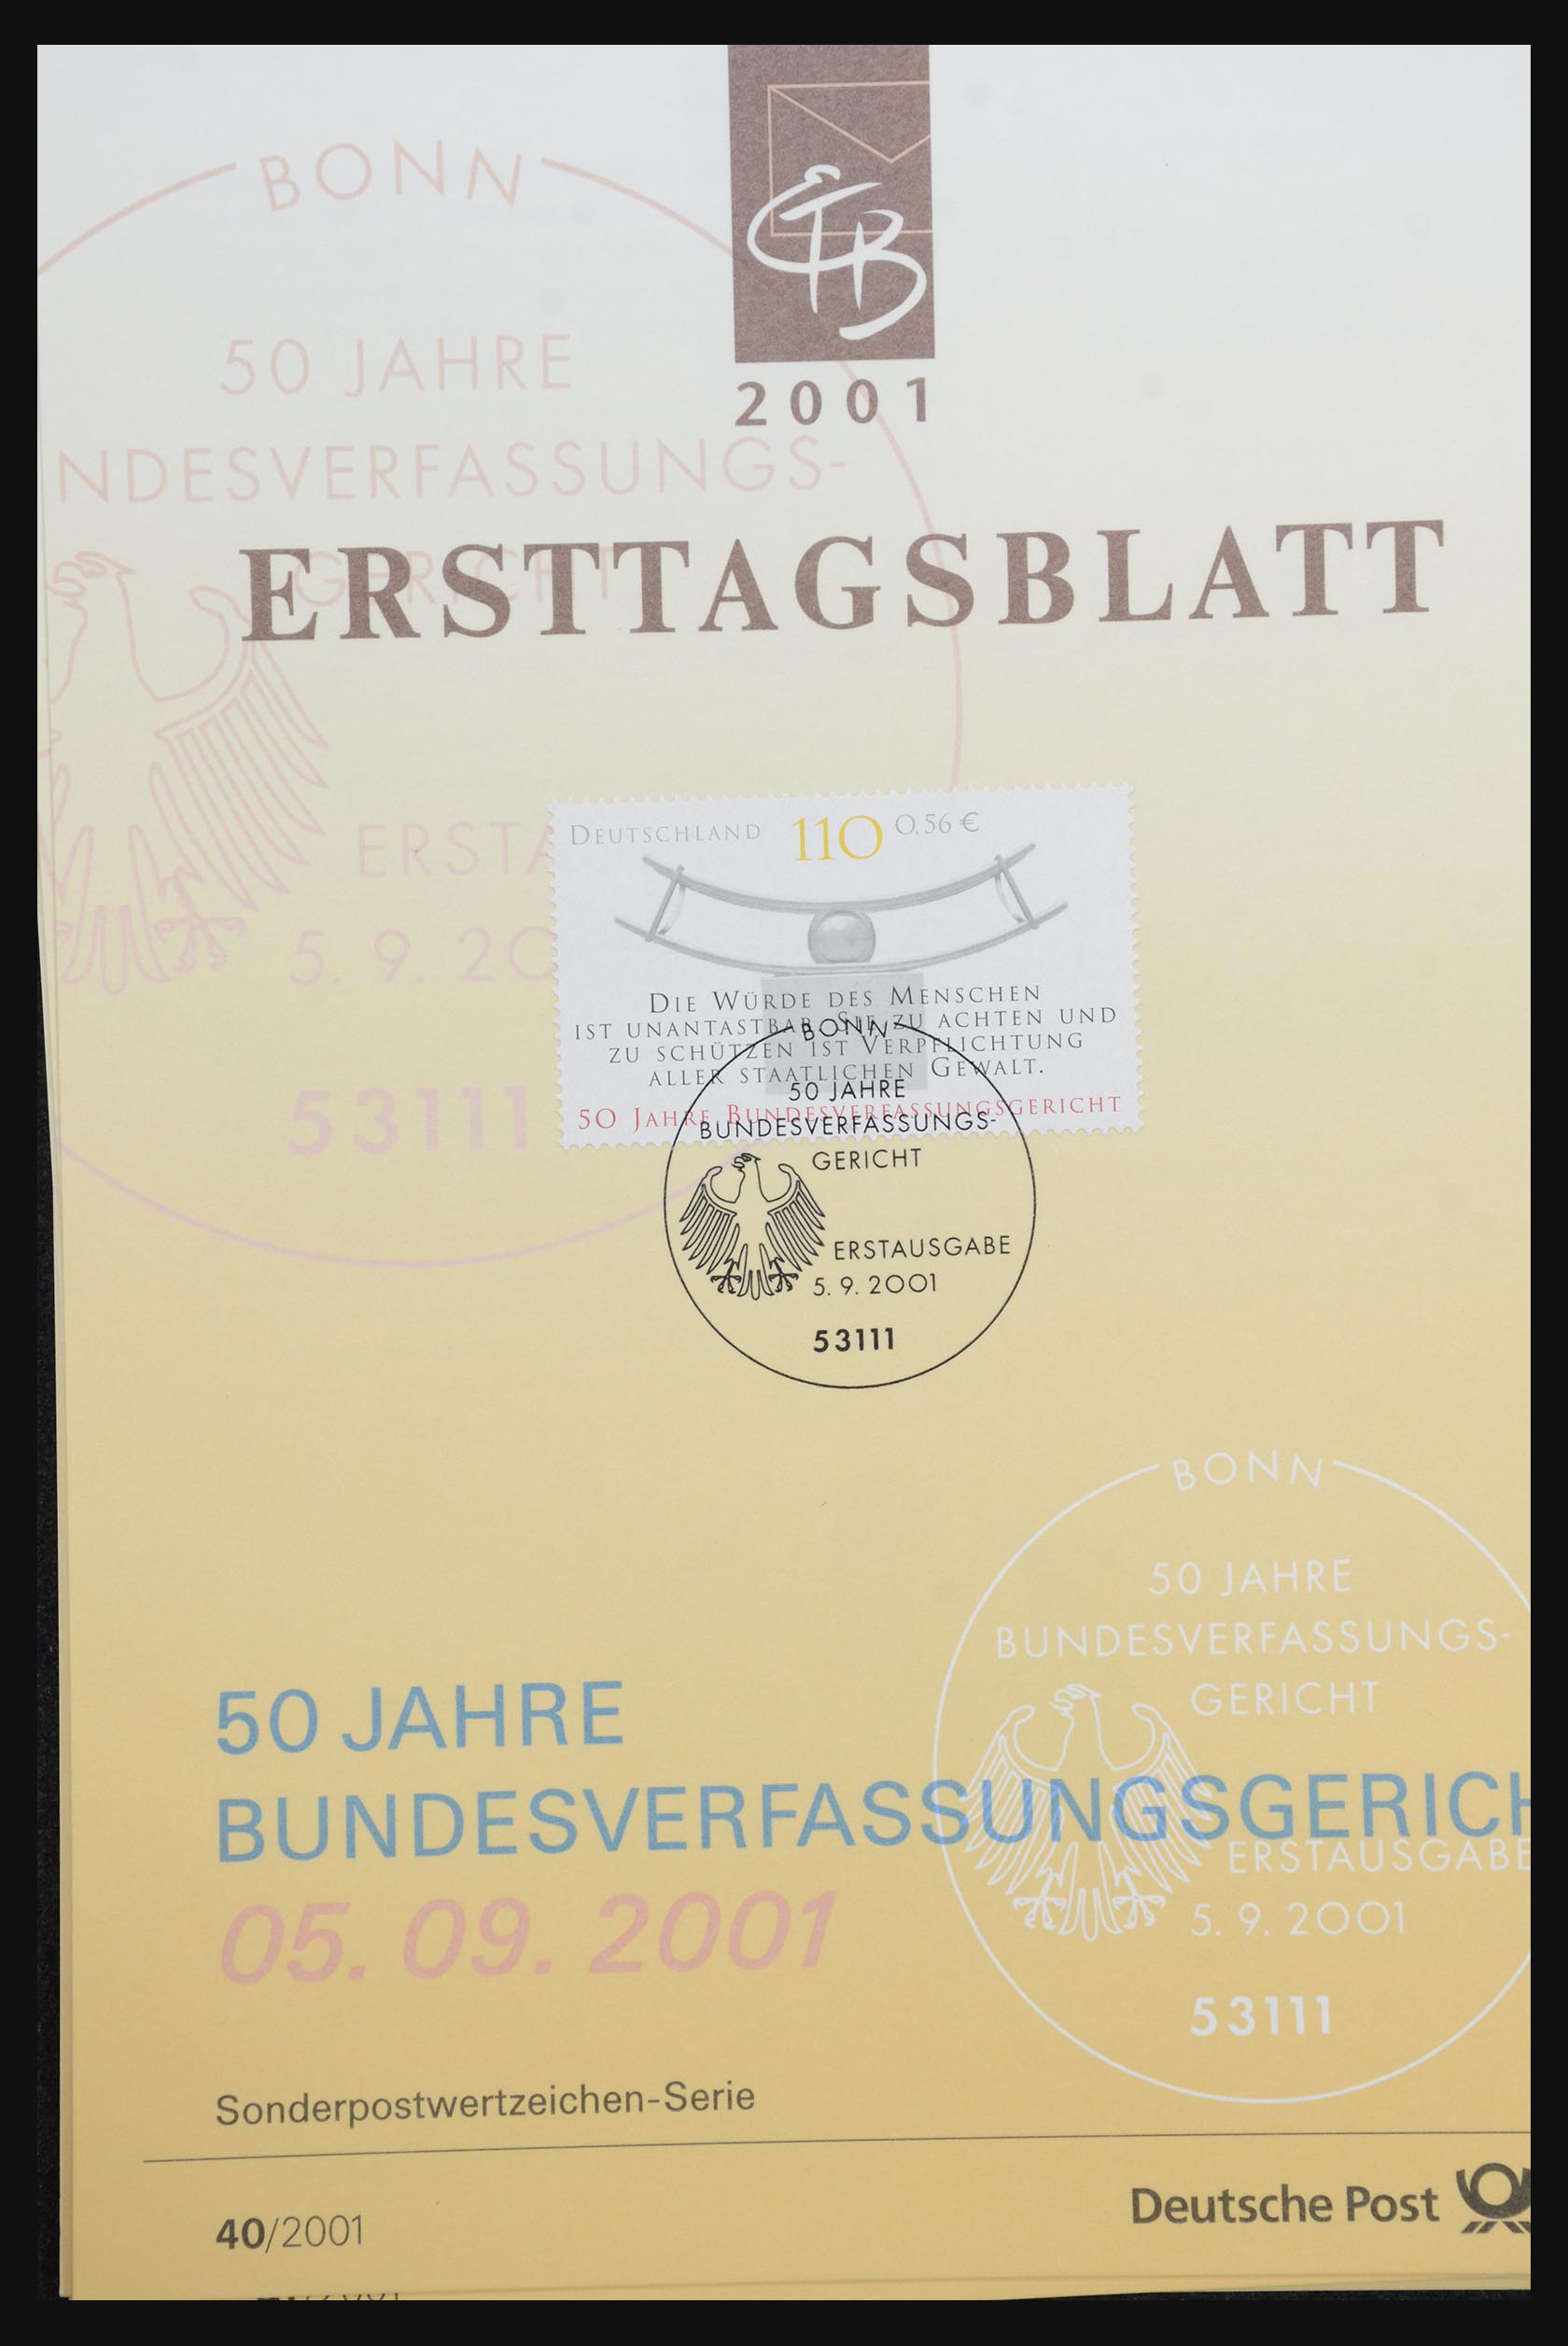 BONN
50 JAHRE
NDESVERFASSUNGS-
GERICHT
ERSTA
5. 9. 20
53111
ETB
2001
ERSTTAGSBLATT
DEUTSCHLAND 110 0,56 €
DIE WÜRDE DES MENSCHEN
IST UNANTASTBAR. SIE ZU ACHTEN UND
ZU SCHÜTZEN IST VERPFLICHTUNG
ALLER STAATLICHEN GEWALT.
50 JAHRE BUNDESVERFASSUNGSGERICHT
BONN
50 JAHRE
BUNDESVERFASSUNGS-
GERICHT
ERSTAUSGABE
5. 9. 2001
53111
BONN
50 JAHRE
BUNDESVERFASSUNGS-
GERICHT
ERSTAUSGABE
5. 9. 2001
53111
50 JAHRE
BUNDESVERFASSUNGSGERICH
05. 09. 2001
Sonderpostwertzeichen-Serie
40/2001
Deutsche Post